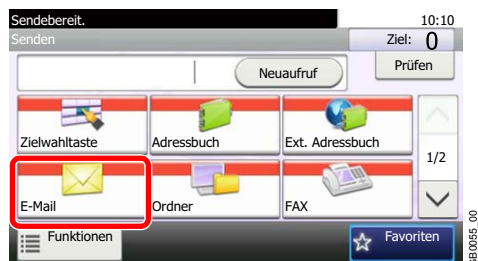 Sendebereit. 10:10
Senden Ziel: 0
Neuaufruf Prüfen
Zielwahltaste Adressbuch Ext. Adressbuch
1/2
E-Mail Ordner FAX
Funktionen Favoriten
GB0055_00